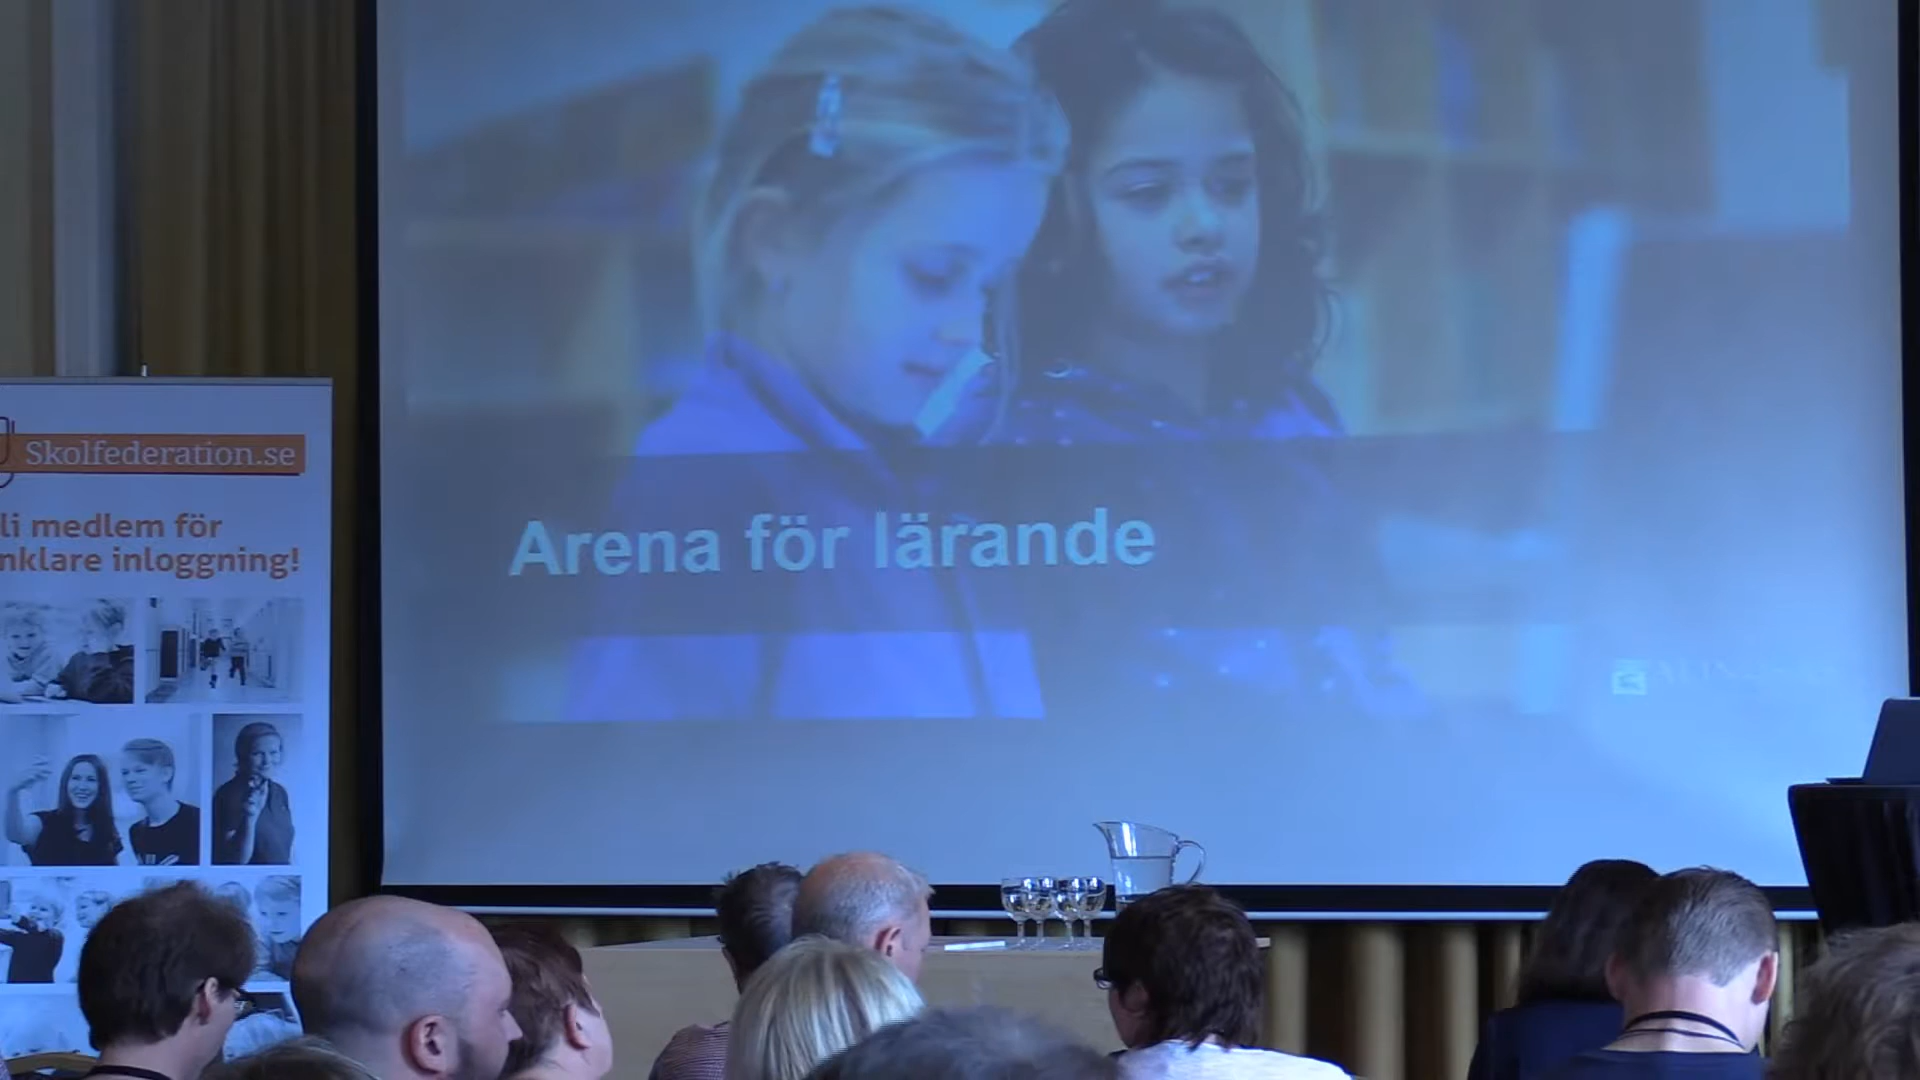 Skolfederation.se
li medlem för
nklare inloggning!
Arena för lärande